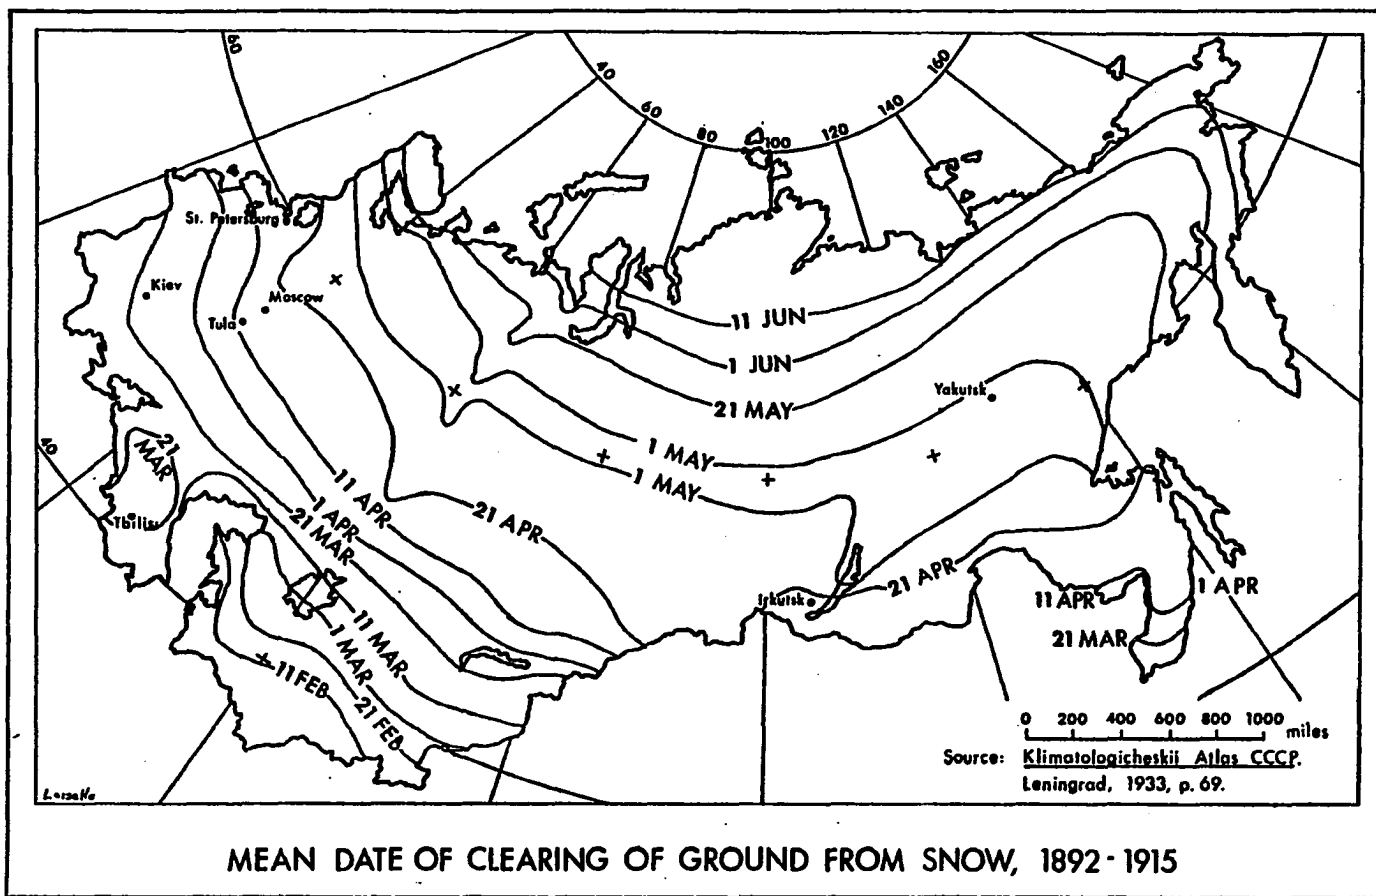 60
40
60
80
100
120
140
160
St. Petersburg
Kiev
Moscow
Tula
11 JUN
1 JUN
21 MAY
Yakutsk
1 MAY
1 MAY
40
21 MAR
Tbilisi
11 APR
1 APR
21 MAR
21 APR
21 APR
Irkutsk
11 APR
1 APR
21 MAR
11 MAR
1 MAR
11 FEB
21 FEB
0 200 400 600 800 1000 miles
Source: Klimatologicheskii Atlas CCCP.
Leningrad, 1933, p. 69.
MEAN DATE OF CLEARING OF GROUND FROM SNOW, 1892-1915